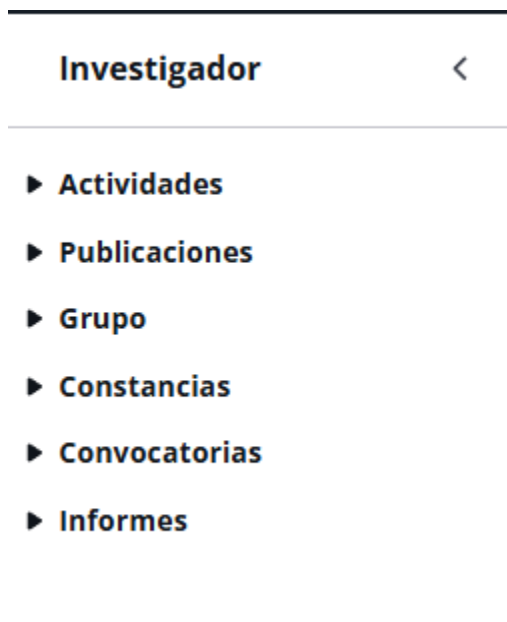 Investigador
Actividades
Publicaciones
Grupo
Constancias
Convocatorias
Informes